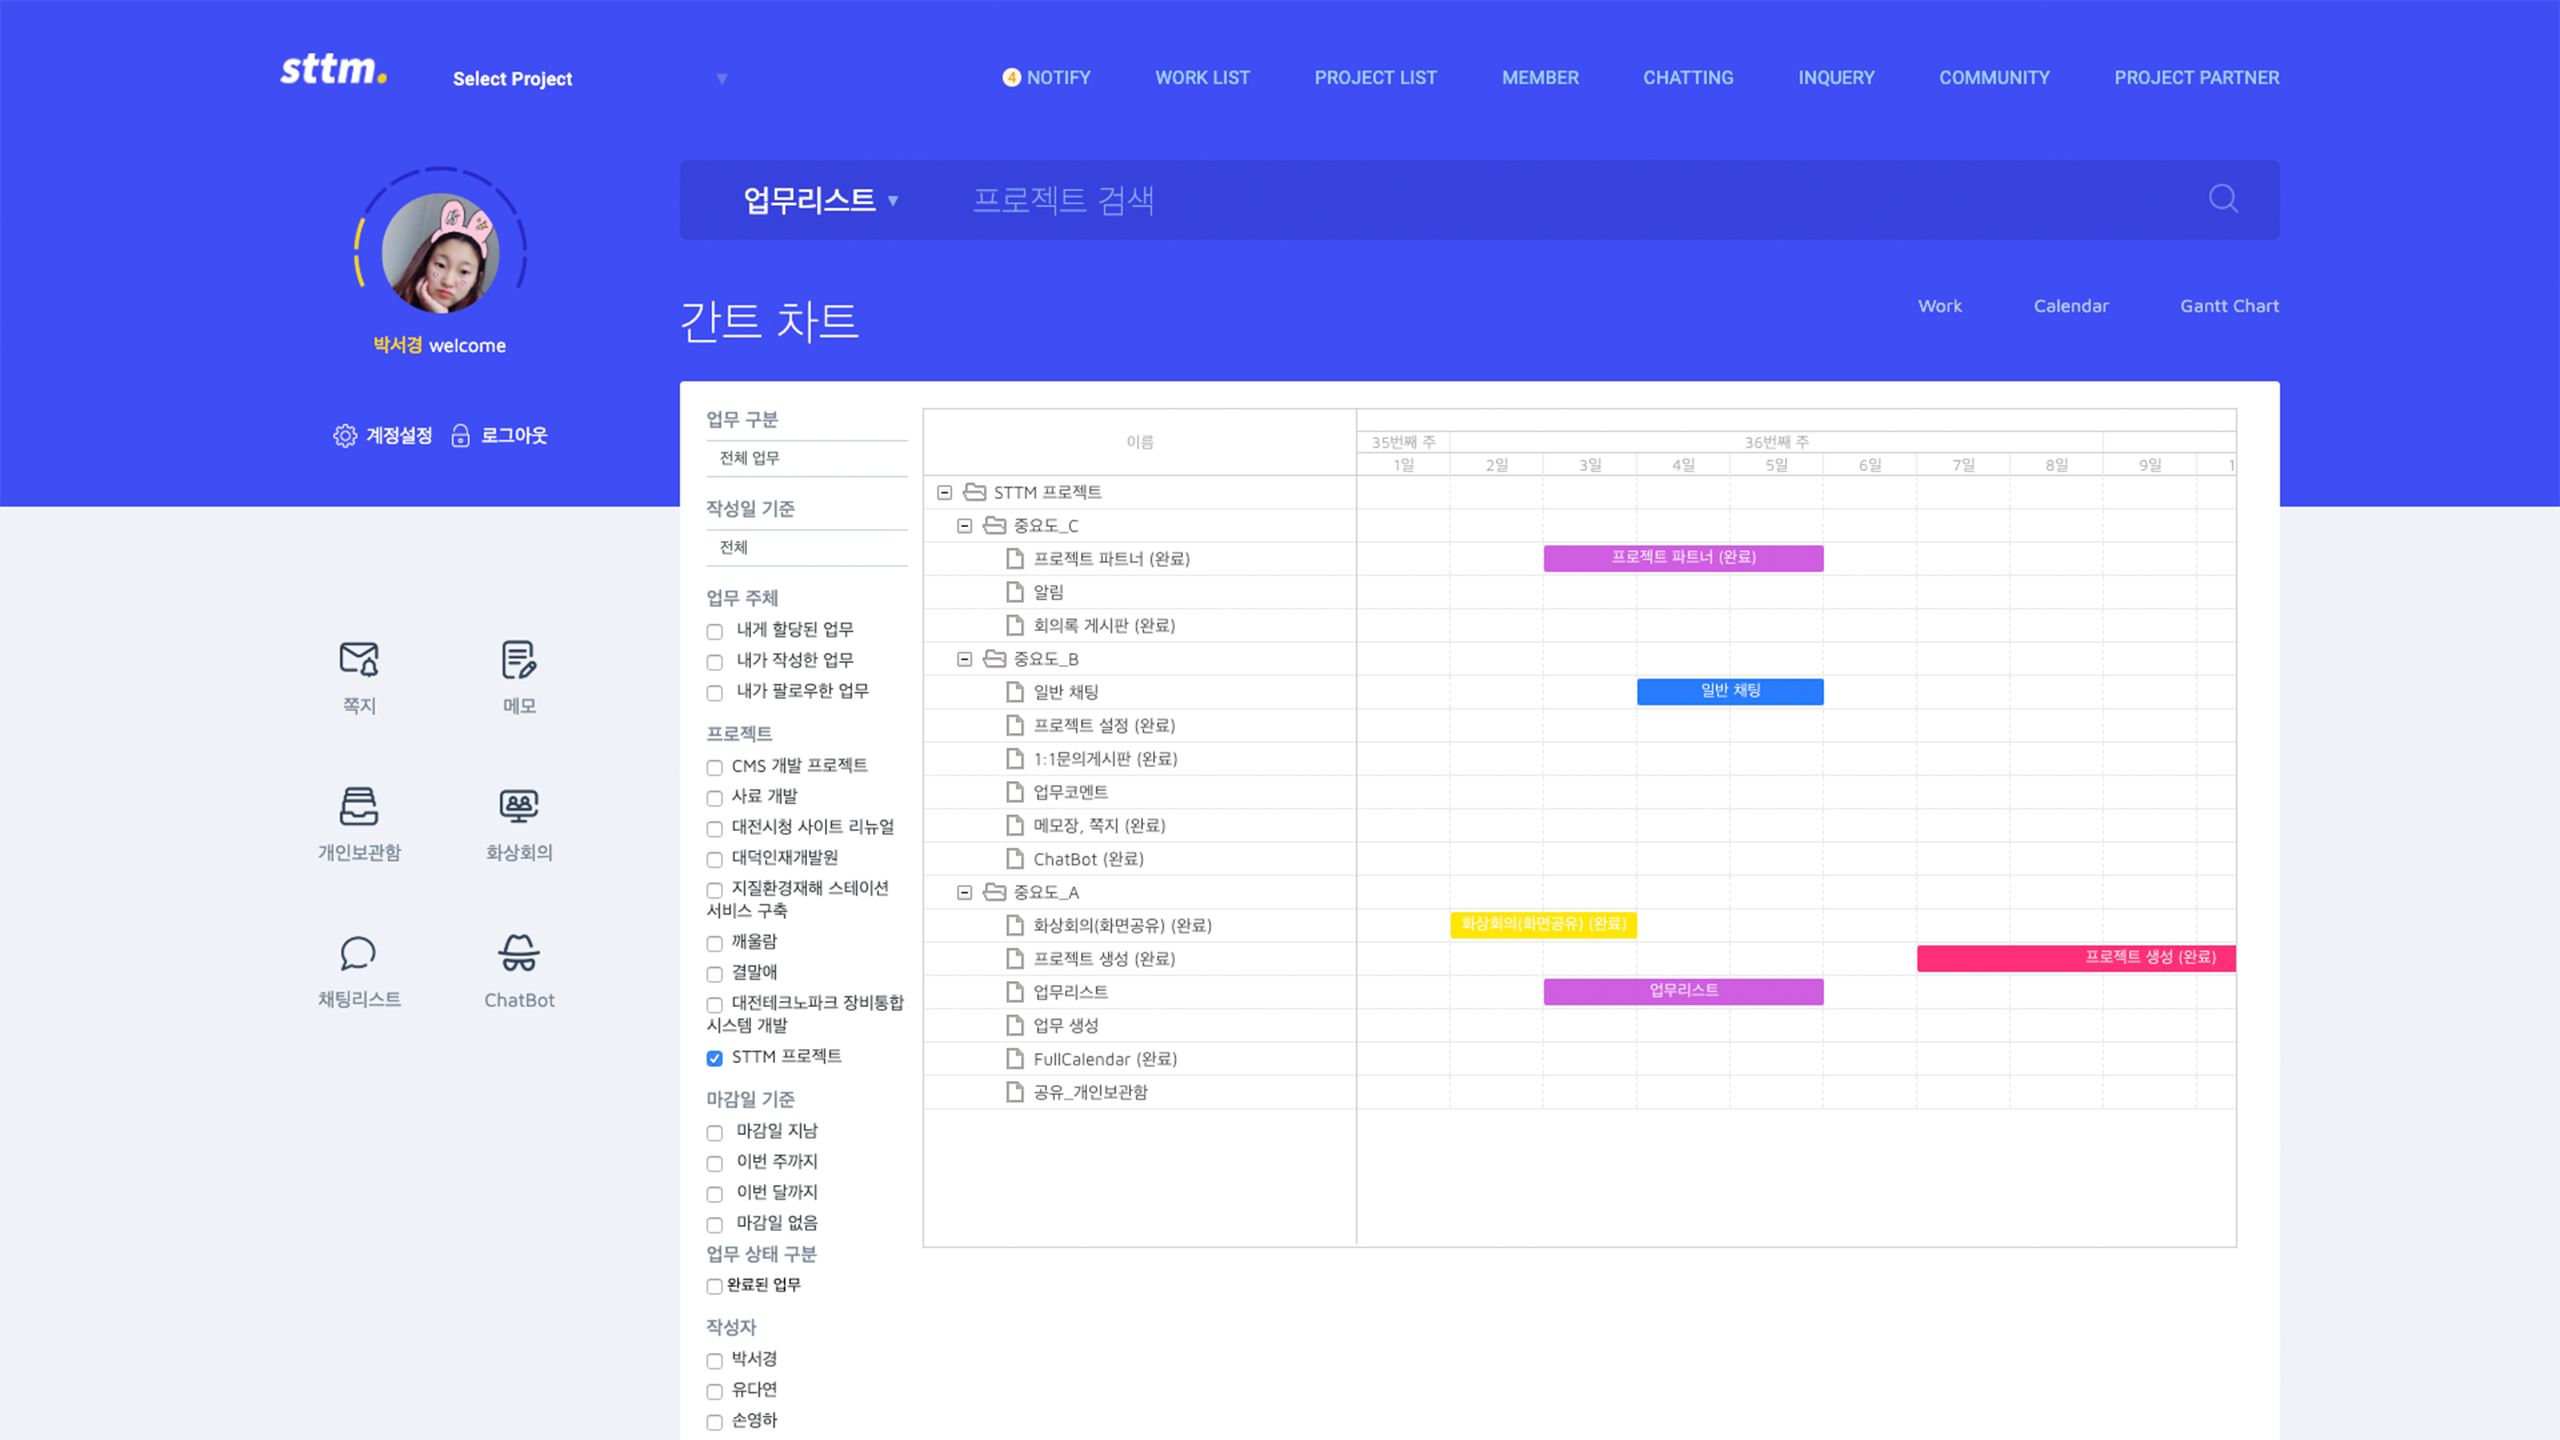 sttm.
Select Project
4 NOTIFY
WORK LIST
PROJECT LIST
MEMBER
CHATTING
INQUERY
COMMUNITY
PROJECT PARTNER
업무리스트
프로젝트 검색
박서경 welcome
계정설정
로그아웃
간트 차트
Work
Calendar
Gantt Chart
쪽지
메모
개인보관함
화상회의
채팅리스트
ChatBot
업무 구분
전체 업무
작성일 기준
전체
업무 주체
내게 할당된 업무
내가 작성한 업무
내가 팔로우한 업무
프로젝트
CMS 개발 프로젝트
사료 개발
대전시청 사이트 리뉴얼
대덕인재개발원
지질환경재해 스테이션
서비스 구축
깨울람
결말애
대전테크노파크 장비통합
시스템 개발
STTM 프로젝트
마감일 기준
마감일 지남
이번 주까지
이번 달까지
마감일 없음
업무 상태 구분
완료된 업무
작성자
박서경
유다연
손영하
이름
35번째 주
36번째 주
1일
2일
3일
4일
5일
6일
7일
8일
9일
1
STTM 프로젝트
중요도_C
프로젝트 파트너 (완료)
프로젝트 파트너 (완료)
알림
회의록 게시판 (완료)
중요도_B
일반 채팅
일반 채팅
프로젝트 설정 (완료)
1:1문의게시판 (완료)
업무코멘트
메모장, 쪽지 (완료)
ChatBot (완료)
중요도_A
화상회의(화면공유) (완료)
화상회의(화면공유) (완료)
프로젝트 생성 (완료)
프로젝트 생성 (완료)
업무리스트
업무리스트
업무 생성
FullCalendar (완료)
공유_개인보관함